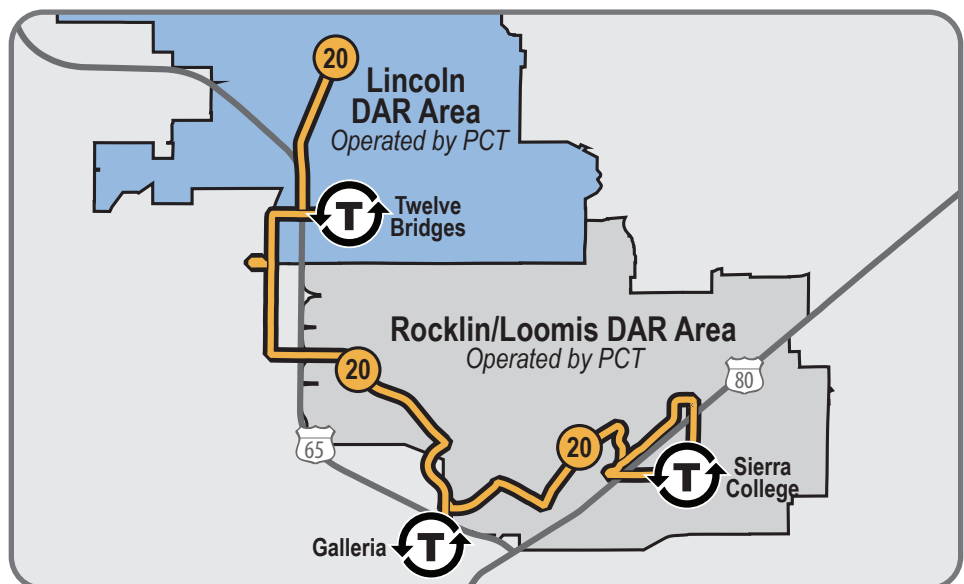 20
Lincoln
DAR Area
Operated by PCT
T
Twelve
Bridges
Rocklin/Loomis DAR Area
Operated by PCT
20
80
65
20
T
Sierra
College
Galleria
T